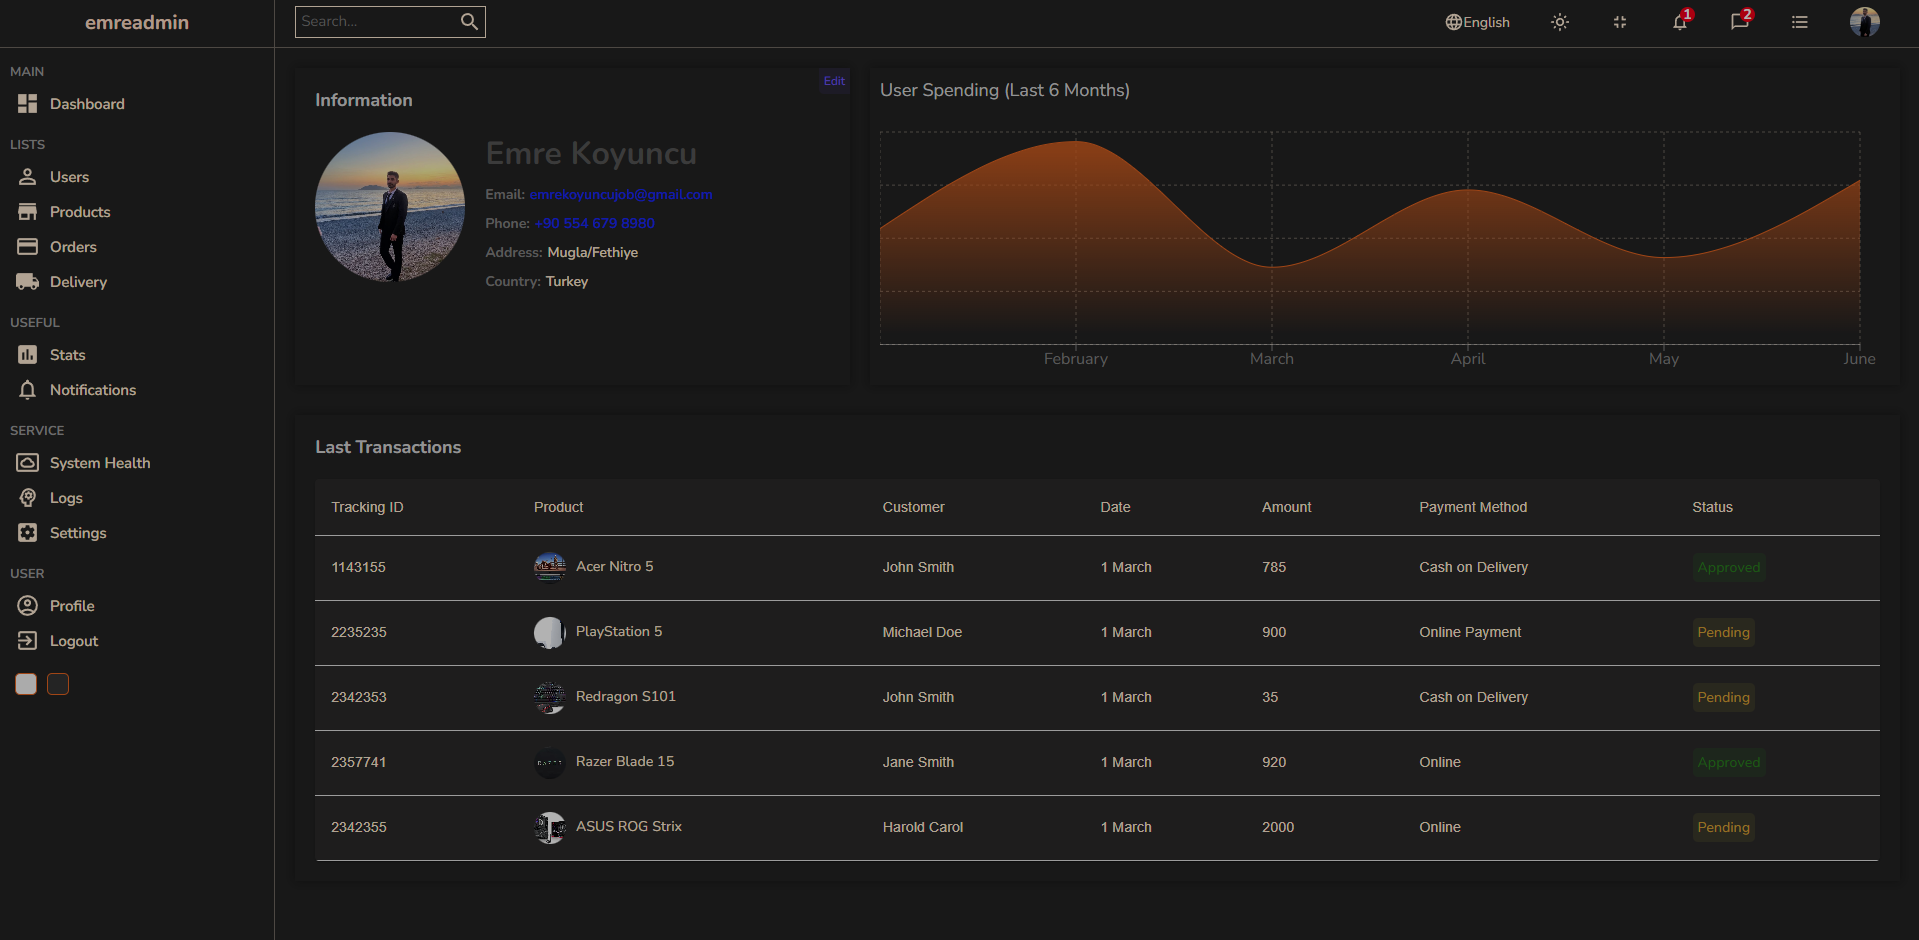 emreadmin
Search...
English
1
2
MAIN
Dashboard
LISTS
Users
Products
Orders
Delivery
USEFUL
Stats
Notifications
SERVICE
System Health
Logs
Settings
USER
Profile
Logout
Edit
Information
Emre Koyuncu
Email: emrekoyuncujob@gmail.com
Phone: +90 554 679 8980
Address: Mugla/Fethiye
Country: Turkey
User Spending (Last 6 Months)
February March April May June
Last Transactions
Tracking ID Product Customer Date Amount Payment Method Status
1143155 Acer Nitro 5 John Smith 1 March 785 Cash on Delivery Approved
2235235 PlayStation 5 Michael Doe 1 March 900 Online Payment Pending
2342353 Redragon S101 John Smith 1 March 35 Cash on Delivery Pending
2357741 Razer Blade 15 Jane Smith 1 March 920 Online Approved
2342355 ASUS ROG Strix Harold Carol 1 March 2000 Online Pending